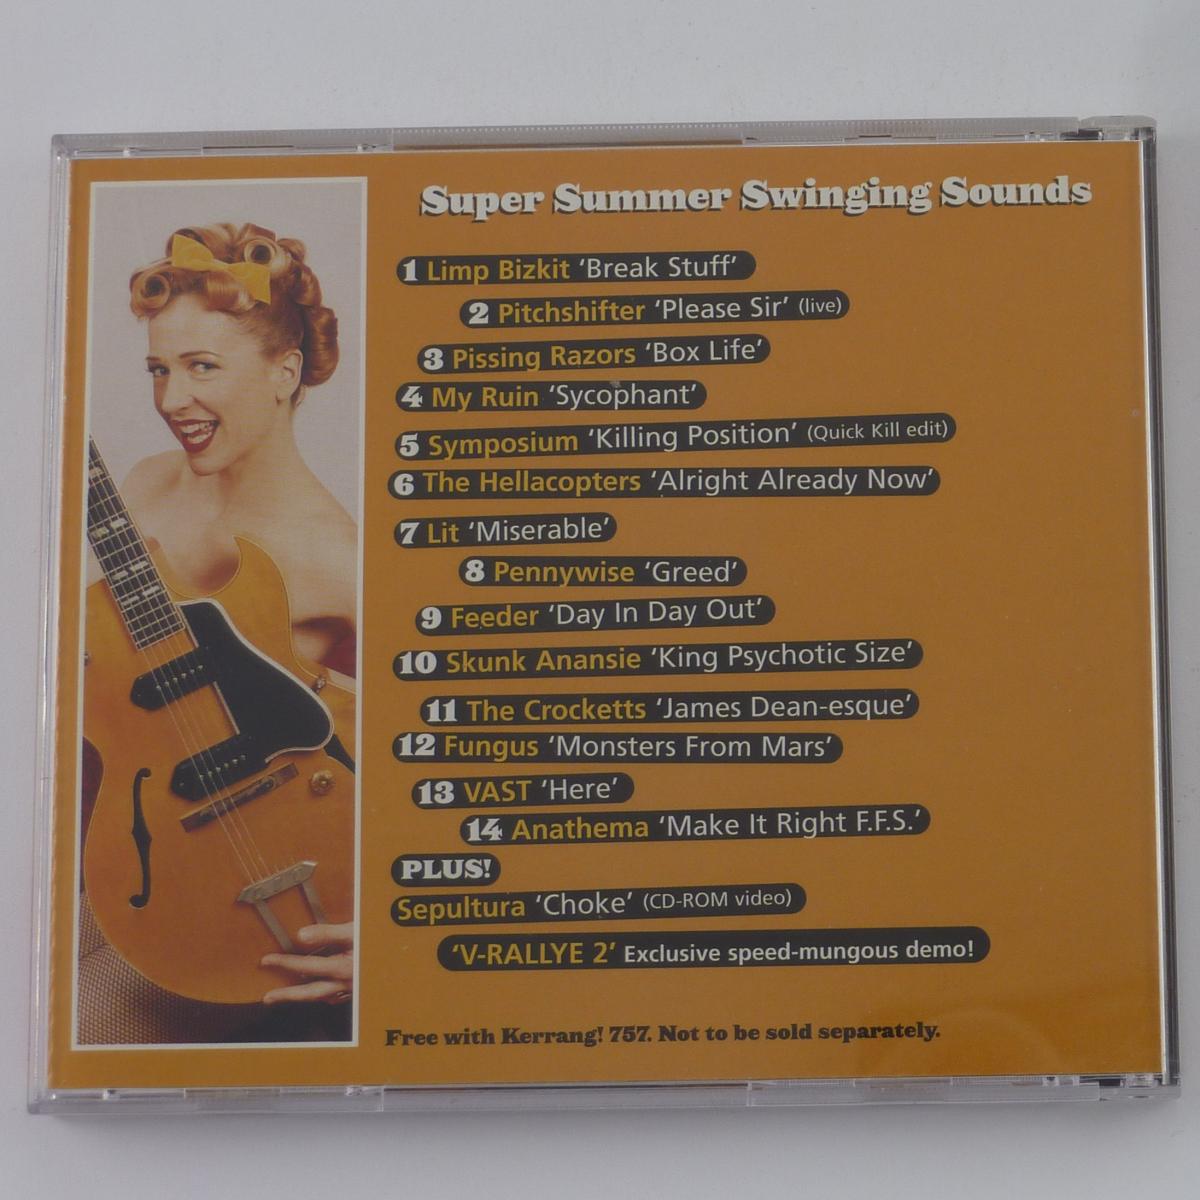 Super Summer Swinging Sounds
1 Limp Bizkit ‘Break Stuff’
2 Pitchshifter ‘Please Sir’ (live)
3 Pissing Razors ‘Box Life’
4 My Ruin ‘Sycophant’
5 Symposium ‘Killing Position’ (Quick Kill edit)
6 The Hellacopters ‘Alright Already Now’
7 Lit ‘Miserable’
8 Pennywise ‘Greed’
9 Feeder ‘Day In Day Out’
10 Skunk Anansie ‘King Psychotic Size’
11 The Crocketts ‘James Dean-esque’
12 Fungus ‘Monsters From Mars’
13 VAST ‘Here’
14 Anathema ‘Make It Right F.F.S.’
PLUS!
Sepultura ‘Choke’ (CD-ROM video)
‘V-RALLYE 2’ Exclusive speed-mungous demo!
Free with Kerrang! 757. Not to be sold separately.